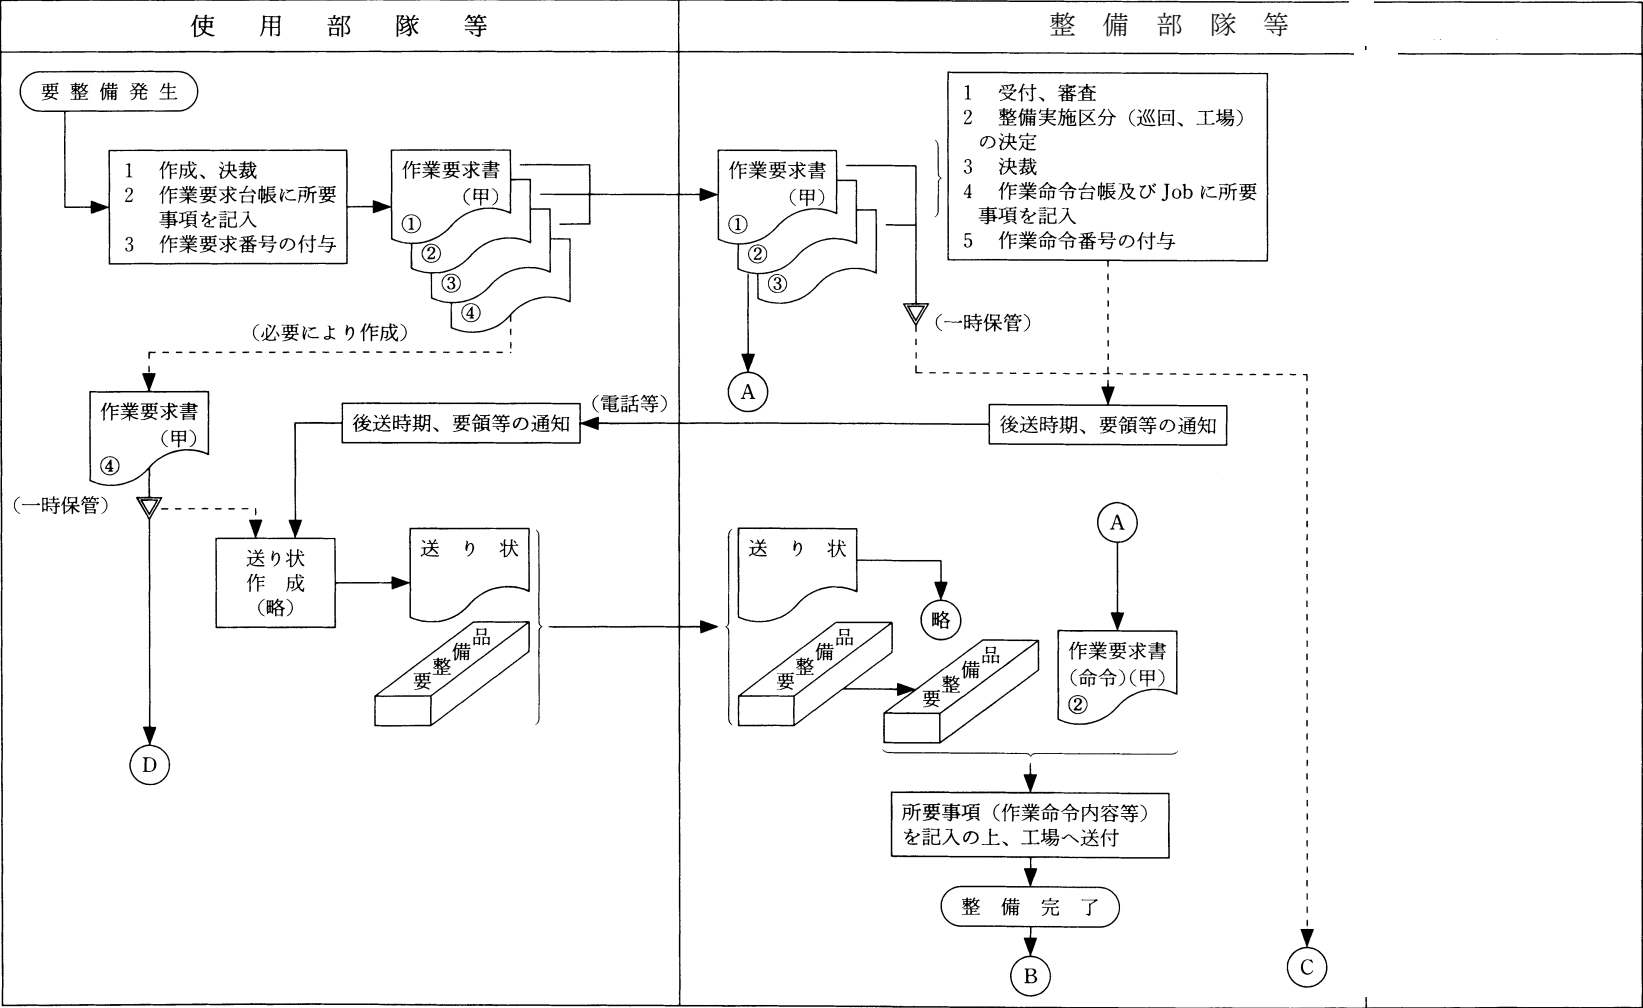 使用部隊等
整備部隊等
要整備発生
1 作成、決裁
2 作業要求台帳に所要
事項を記入
3 作業要求番号の付与
作業要求書
（甲）
①
②
③
④
（必要により作成）
作業要求書
（甲）
④
（一時保管）
D
後送時期、要領等の通知
（電話等）
送り状
作成
（略）
送り状
要整備品
作業要求書
（甲）
①
②
③
A
1 受付、審査
2 整備実施区分（巡回、工場）
の決定
3 決裁
4 作業命令台帳及びJobに所要
事項を記入
5 作業命令番号の付与
（一時保管）
後送時期、要領等の通知
送り状
略
要整備品
要整備品
A
作業要求書
（命令）（甲）
②
所要事項（作業命令内容等）
を記入の上、工場へ送付
整備完了
B
C